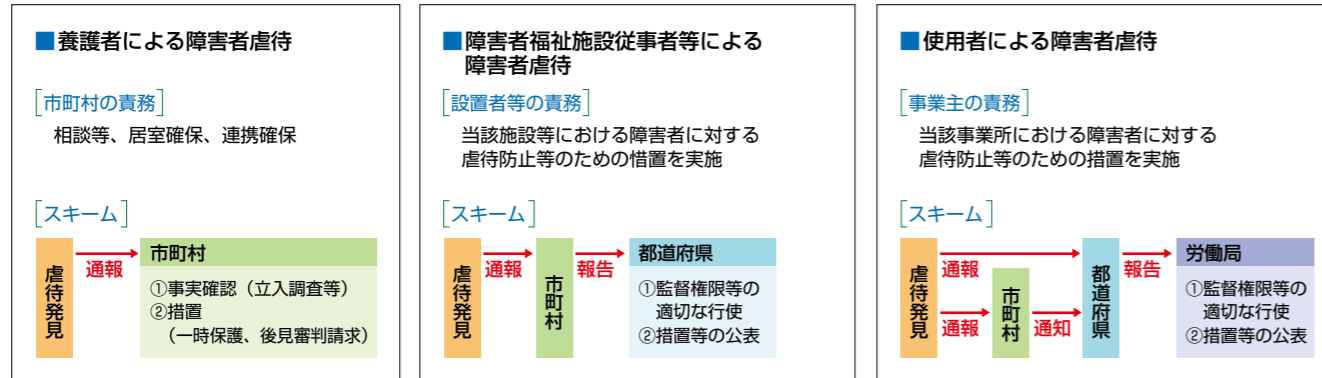 ■養護者による障害者虐待
[市町村の責務]
相談等、居室確保、連携確保
[スキーム]
虐待発見
通報
市町村
①事実確認（立入調査等）
②措置
（一時保護、後見審判請求）
■障害者福祉施設従事者等による
障害者虐待
[設置者等の責務]
当該施設等における障害者に対する
虐待防止等のための措置を実施
[スキーム]
虐待発見
通報
市町村
報告
都道府県
①監督権限等の
適切な行使
②措置等の公表
■使用者による障害者虐待
[事業主の責務]
当該事業所における障害者に対する
虐待防止等のための措置を実施
[スキーム]
虐待発見
通報
通報
市町村
通知
都道府県
報告
労働局
①監督権限等の
適切な行使
②措置等の公表